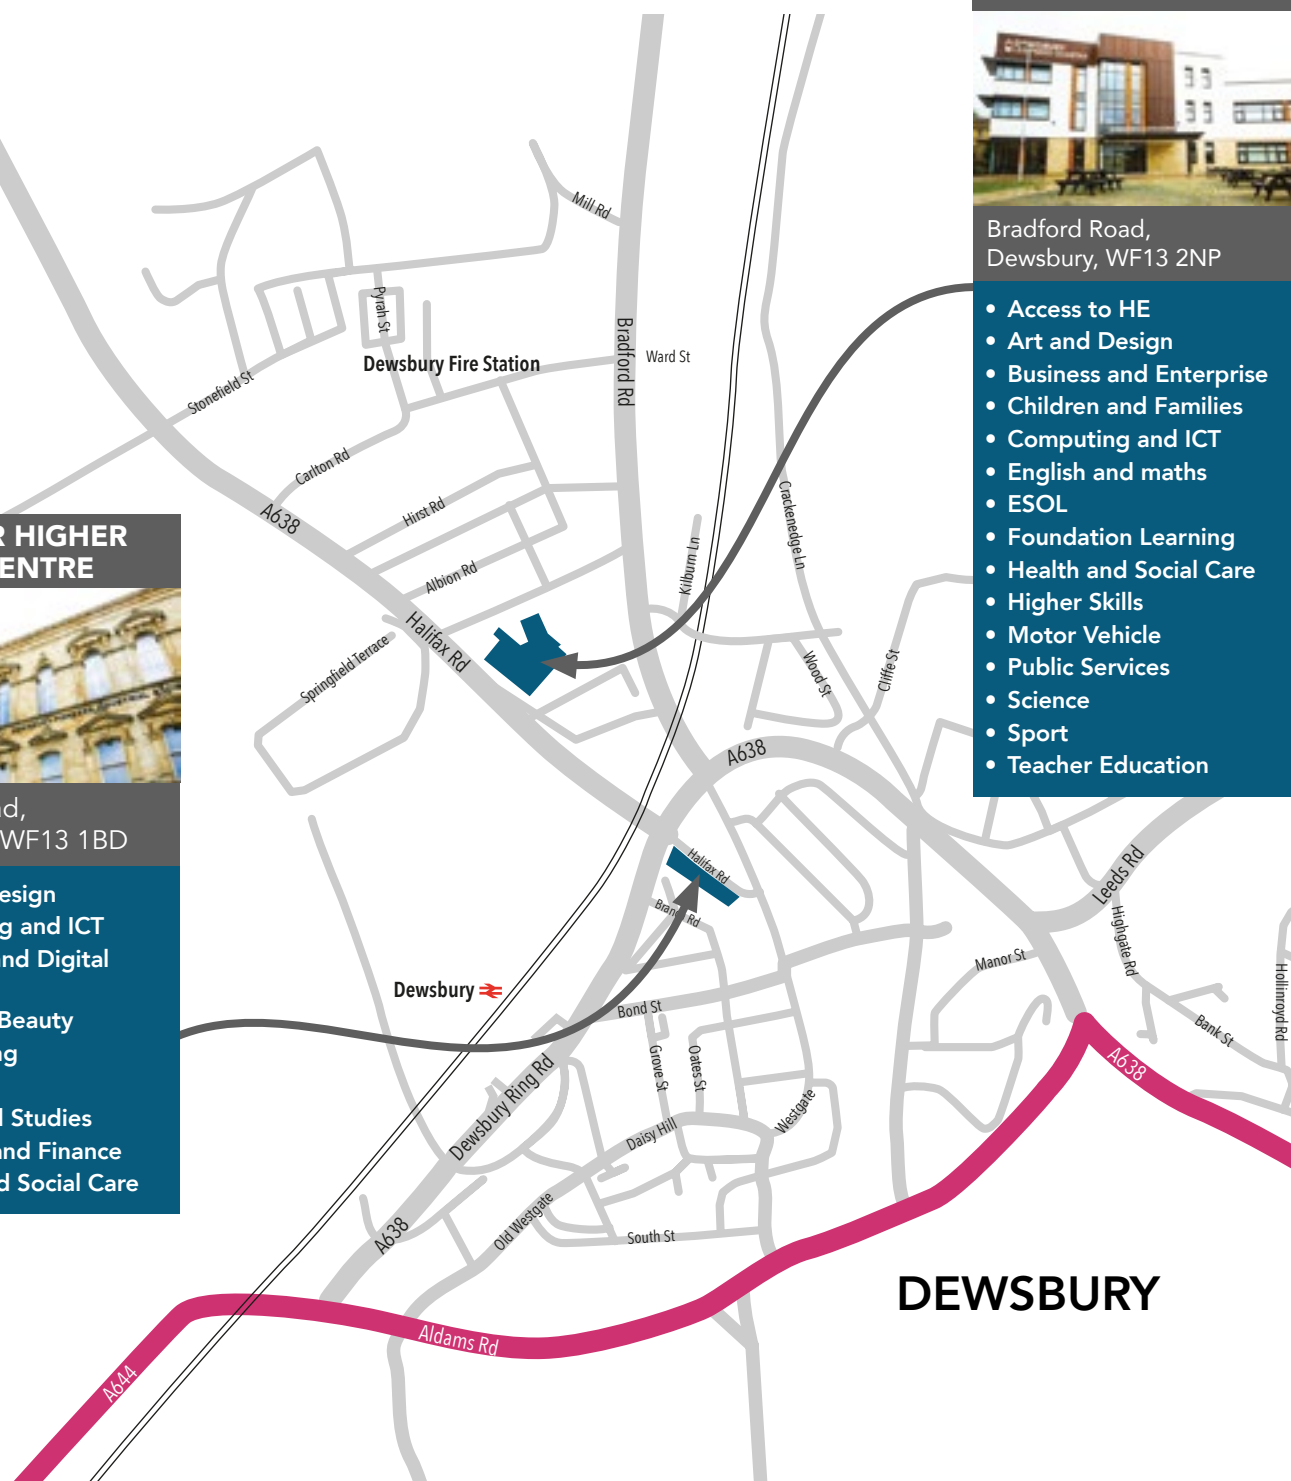 Bradford Road,
Dewsbury, WF13 2NP
• Access to HE
• Art and Design
• Business and Enterprise
• Children and Families
• Computing and ICT
• English and maths
• ESOL
• Foundation Learning
• Health and Social Care
• Higher Skills
• Motor Vehicle
• Public Services
• Science
• Sport
• Teacher Education
R HIGHER
ENTRE
d,
WF13 1BD
esign
g and ICT
nd Digital
Beauty
g
l Studies
nd Finance
d Social Care
Mill Rd
Pyrah St
Bradford Rd
Ward St
Dewsbury Fire Station
Stonefield St
Carlton Rd
A638
Hirst Rd
Albion Rd
Crackenedge Ln
Kilburn Ln
Halifax Rd
Springfield Terrace
Wood St
Cliffe St
A638
Halifax Rd
Leeds Rd
Highgate Rd
Manor St
Hollinroyd Rd
Dewsbury
Bond St
Bank St
Grove St
Oates St
A638
Dewsbury Ring Rd
Daisy Hill
Westgate
Old Westgate
A638
South St
DEWSBURY
Aldams Rd
A644